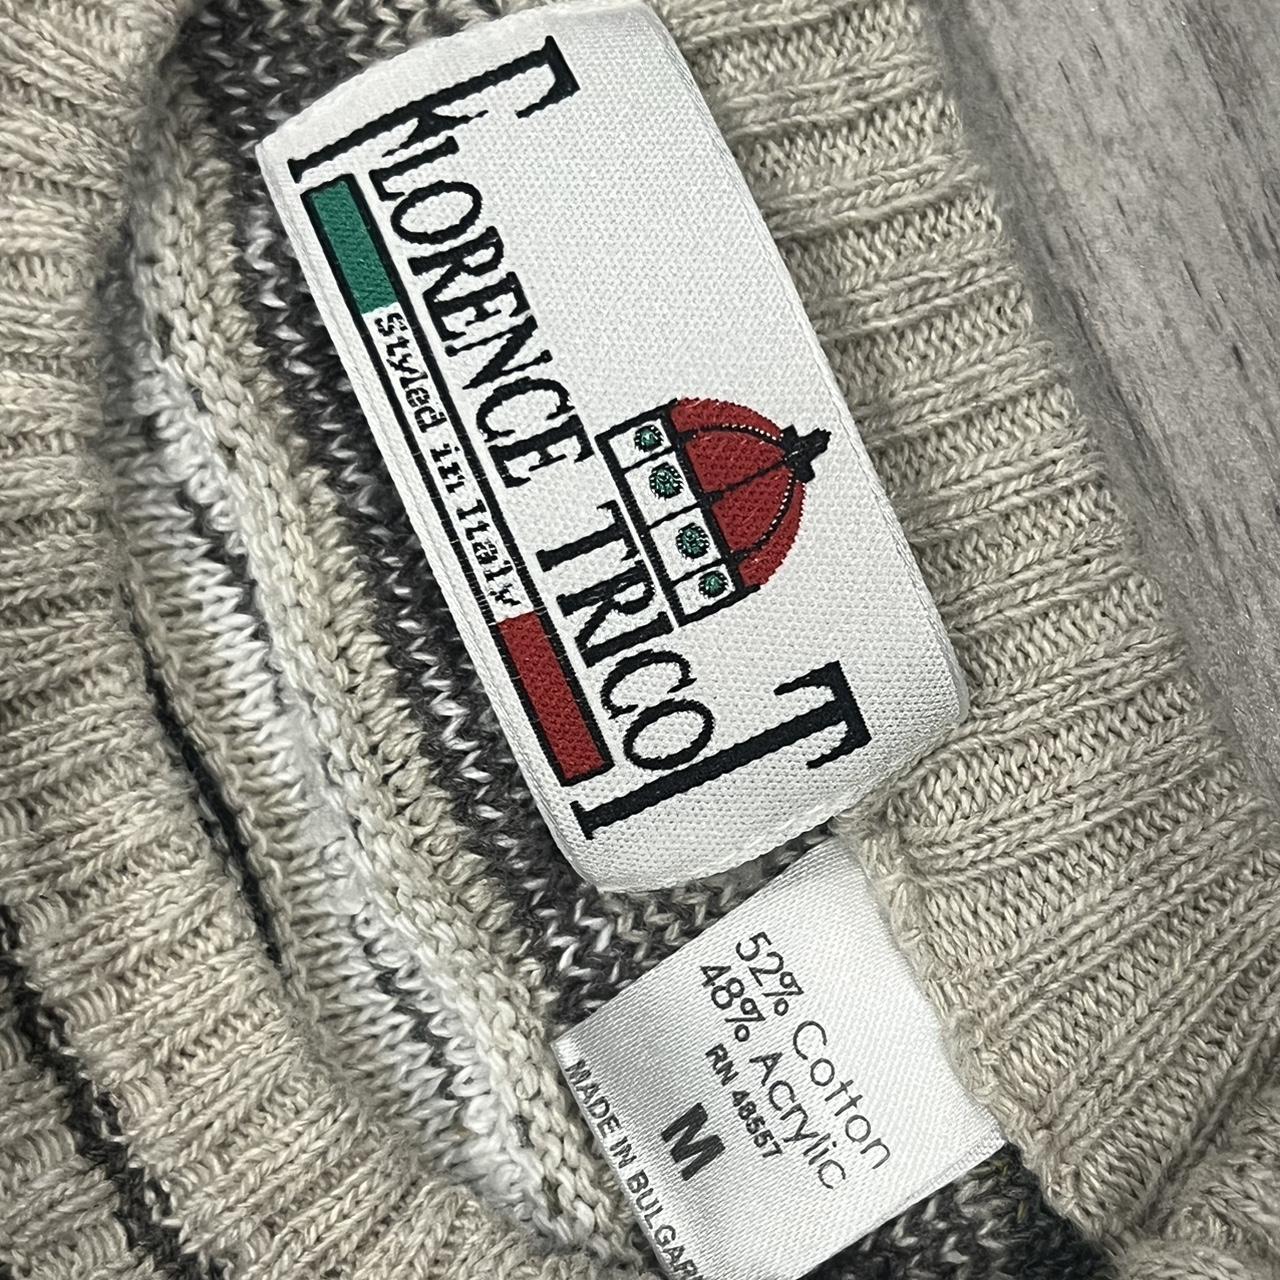 FLORENCE TRICOT
Styled in Italy
52% Cotton
48% Acrylic
RN 48557
M
MADE IN BULGAR